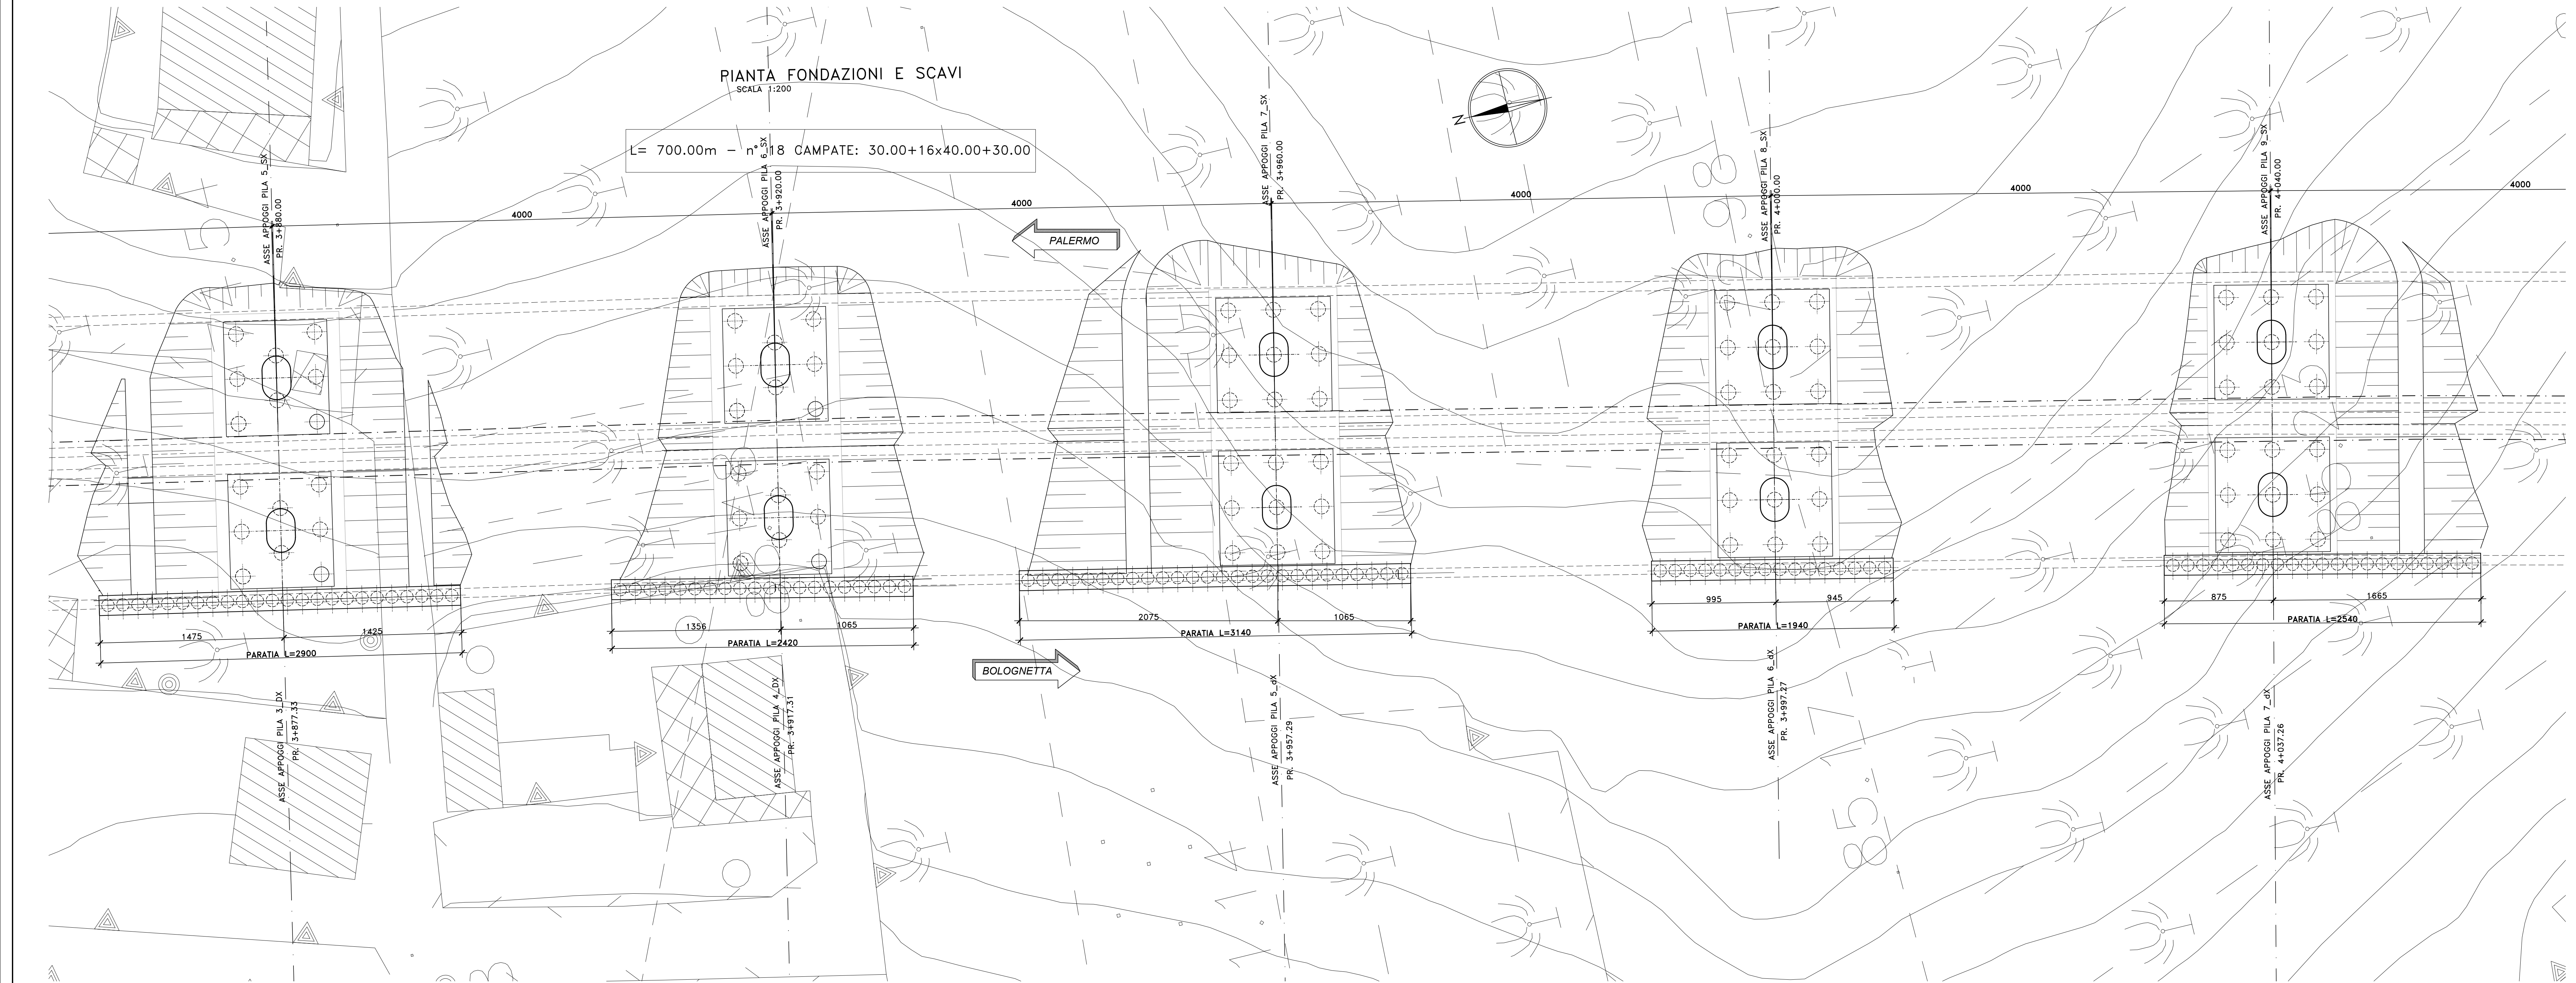 PIANTA FONDAZIONI E SCAVI
SCALA 1:200
L= 700.00m - n° 18 CAMPATE: 30.00+16x40.00+30.00
ASSE APPOGGI PILA 5_SX
PR. 3+880.00
ASSE APPOGGI PILA 6_SX
PR. 3+920.00
ASSE APPOGGI PILA 7_SX
PR. 3+960.00
ASSE APPOGGI PILA 8_SX
PR. 4+000.00
ASSE APPOGGI PILA 9_SX
PR. 4+040.00
N
4000
4000
4000
4000
4000
PALERMO
1475
1425
PARATIA L=2900
1356
1065
PARATIA L=2420
2075
1065
PARATIA L=3140
995
945
PARATIA L=1940
875
1665
PARATIA L=2540
BOLOGNETTA
ASSE APPOGGI PILA 3_DX
PR. 3+877.33
ASSE APPOGGI PILA 4_DX
PR. 3+917.31
ASSE APPOGGI PILA 5_dX
PR. 3+957.29
ASSE APPOGGI PILA 6_dX
PR. 3+997.27
ASSE APPOGGI PILA 7_dX
PR. 4+037.26